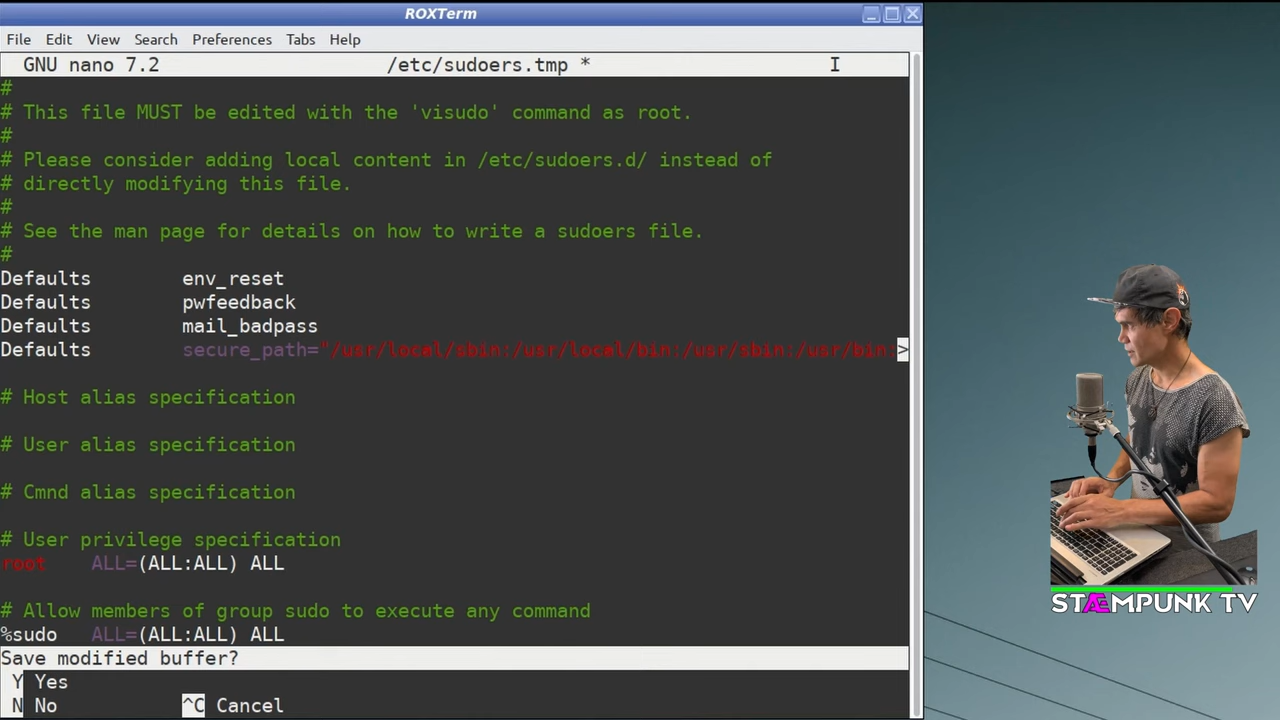 ROXTerm
File Edit View Search Preferences Tabs Help
GNU nano 7.2 /etc/sudoers.tmp *
#
# This file MUST be edited with the 'visudo' command as root.
#
# Please consider adding local content in /etc/sudoers.d/ instead of
# directly modifying this file.
#
# See the man page for details on how to write a sudoers file.
#
Defaults env_reset
Defaults pwfeedback
Defaults mail_badpass
Defaults secure_path="/usr/local/sbin:/usr/local/bin:/usr/sbin:/usr/bin:>
# Host alias specification
# User alias specification
# Cmnd alias specification
# User privilege specification
root ALL=(ALL:ALL) ALL
# Allow members of group sudo to execute any command
%sudo ALL=(ALL:ALL) ALL
Save modified buffer?
Y Yes
N No ^C Cancel
STÆMPUNK TV